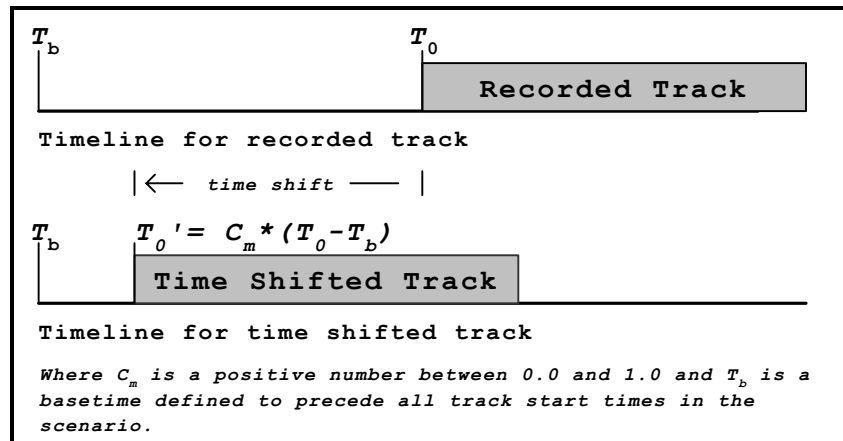 T_b T_0
Recorded Track
Timeline for recorded track
|← time shift — |
T_b T_0'= C_m*(T_0-T_b)
Time Shifted Track
Timeline for time shifted track
Where C_m is a positive number between 0.0 and 1.0 and T_b is a
basetime defined to precede all track start times in the
scenario.